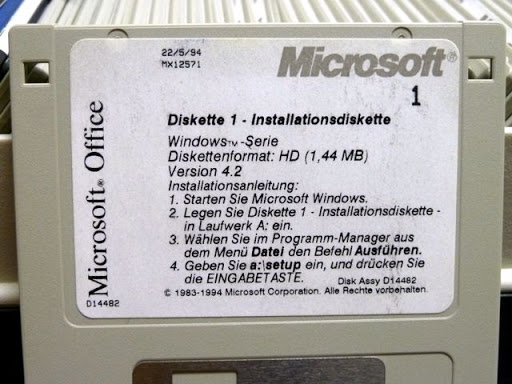 22/5/94
MX12571
Microsoft®
1
Microsoft® Office
Diskette 1 - Installationsdiskette
Windows™-Serie
Diskettenformat: HD (1,44 MB)
Version 4.2
Installationsanleitung:
1. Starten Sie Microsoft Windows.
2. Legen Sie Diskette 1 - Installationsdiskette -
in Laufwerk A: ein.
3. Wählen Sie im Programm-Manager aus
dem Menü Datei den Befehl Ausführen.
4. Geben Sie a:\setup ein, und drücken Sie
die EINGABETASTE.
Disk Assy D14482
© 1983-1994 Microsoft Corporation. Alle Rechte vorbehalten.
D14482